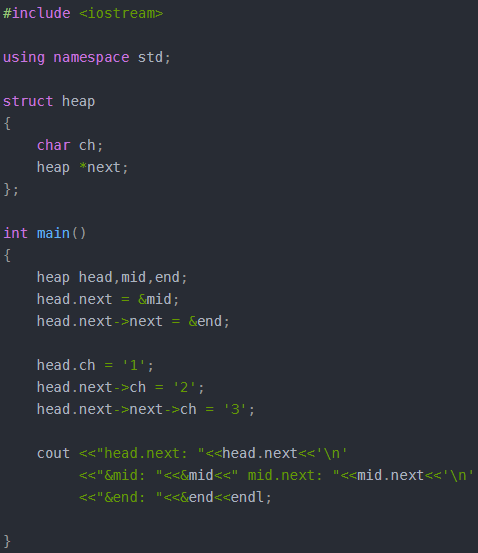 #include <iostream>
using namespace std;
struct heap
{
    char ch;
    heap *next;
};
int main()
{
    heap head,mid,end;
    head.next = &mid;
    head.next->next = &end;
    head.ch = '1';
    head.next->ch = '2';
    head.next->next->ch = '3';
    cout <<"head.next: "<<head.next<<'\n'
         <<"&mid: "<<&mid<<" mid.next: "<<mid.next<<'\n'
         <<"&end: "<<&end<<endl;
}